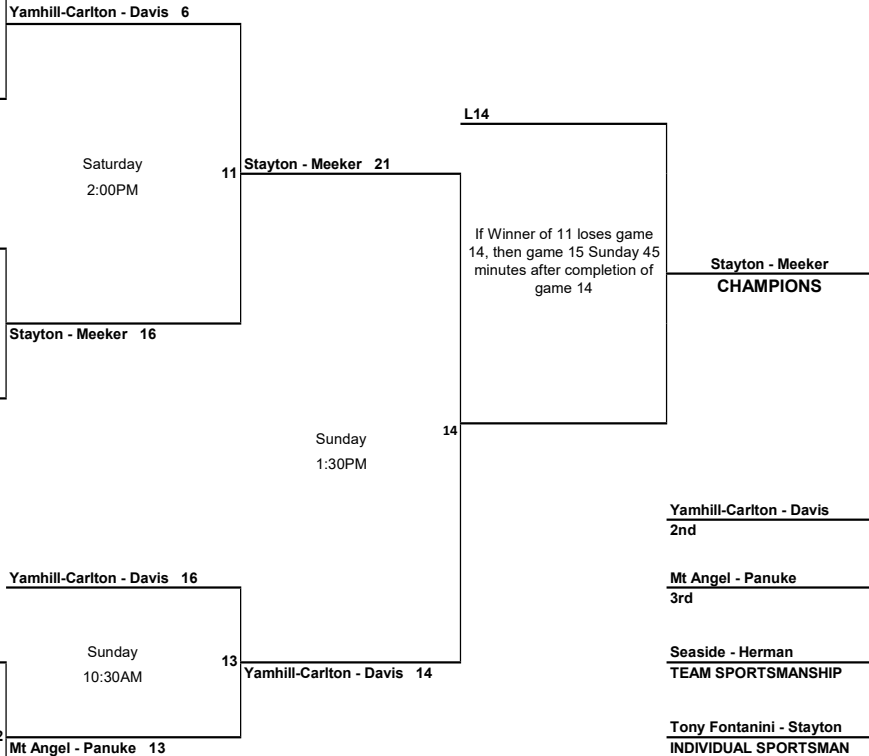 Yamhill-Carlton - Davis 6
L14
Saturday
2:00PM
11
Stayton - Meeker 21
If Winner of 11 loses game
14, then game 15 Sunday 45
minutes after completion of
game 14
Stayton - Meeker
CHAMPIONS
Stayton - Meeker 16
14
Sunday
1:30PM
Yamhill-Carlton - Davis
2nd
Yamhill-Carlton - Davis 16
Mt Angel - Panuke
3rd
Sunday
10:30AM
13
Yamhill-Carlton - Davis 14
Seaside - Herman
TEAM SPORTSMANSHIP
Mt Angel - Panuke 13
Tony Fontanini - Stayton
INDIVIDUAL SPORTSMAN